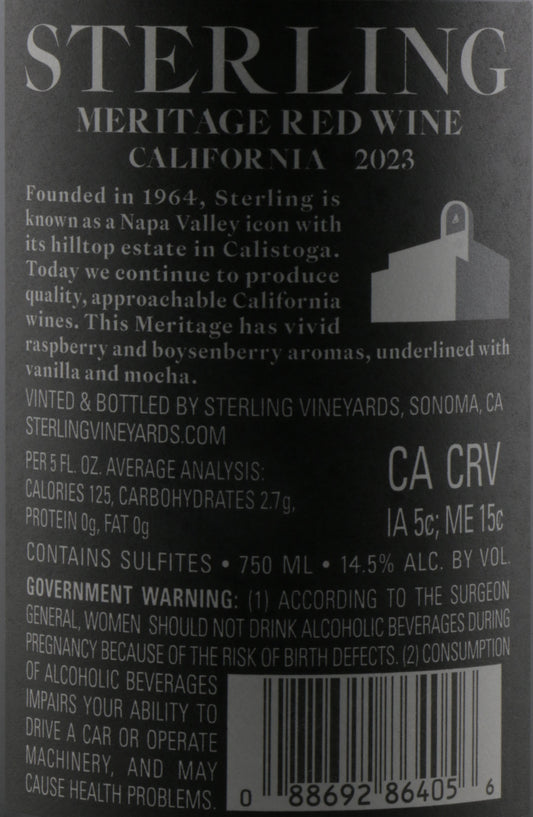 STERLING
MERITAGE RED WINE
CALIFORNIA 2023
Founded in 1964, Sterling is
known as a Napa Valley icon with
its hilltop estate in Calistoga.
Today we continue to produce
quality, approachable California
wines. This Meritage has vivid
raspberry and boysenberry aromas, underlined with
vanilla and mocha.
VINTED & BOTTLED BY STERLING VINEYARDS, SONOMA, CA
STERLINGVINEYARDS.COM
PER 5 FL. OZ. AVERAGE ANALYSIS:
CALORIES 125, CARBOHYDRATES 2.7g,
PROTEIN 0g, FAT 0g
CA CRV
IA 5c; ME 15c
CONTAINS SULFITES • 750 ML • 14.5% ALC. BY VOL.
GOVERNMENT WARNING: (1) ACCORDING TO THE SURGEON
GENERAL, WOMEN SHOULD NOT DRINK ALCOHOLIC BEVERAGES DURING
PREGNANCY BECAUSE OF THE RISK OF BIRTH DEFECTS. (2) CONSUMPTION
OF ALCOHOLIC BEVERAGES
IMPAIRS YOUR ABILITY TO
DRIVE A CAR OR OPERATE
MACHINERY, AND MAY
CAUSE HEALTH PROBLEMS.
0 88692 86405 6